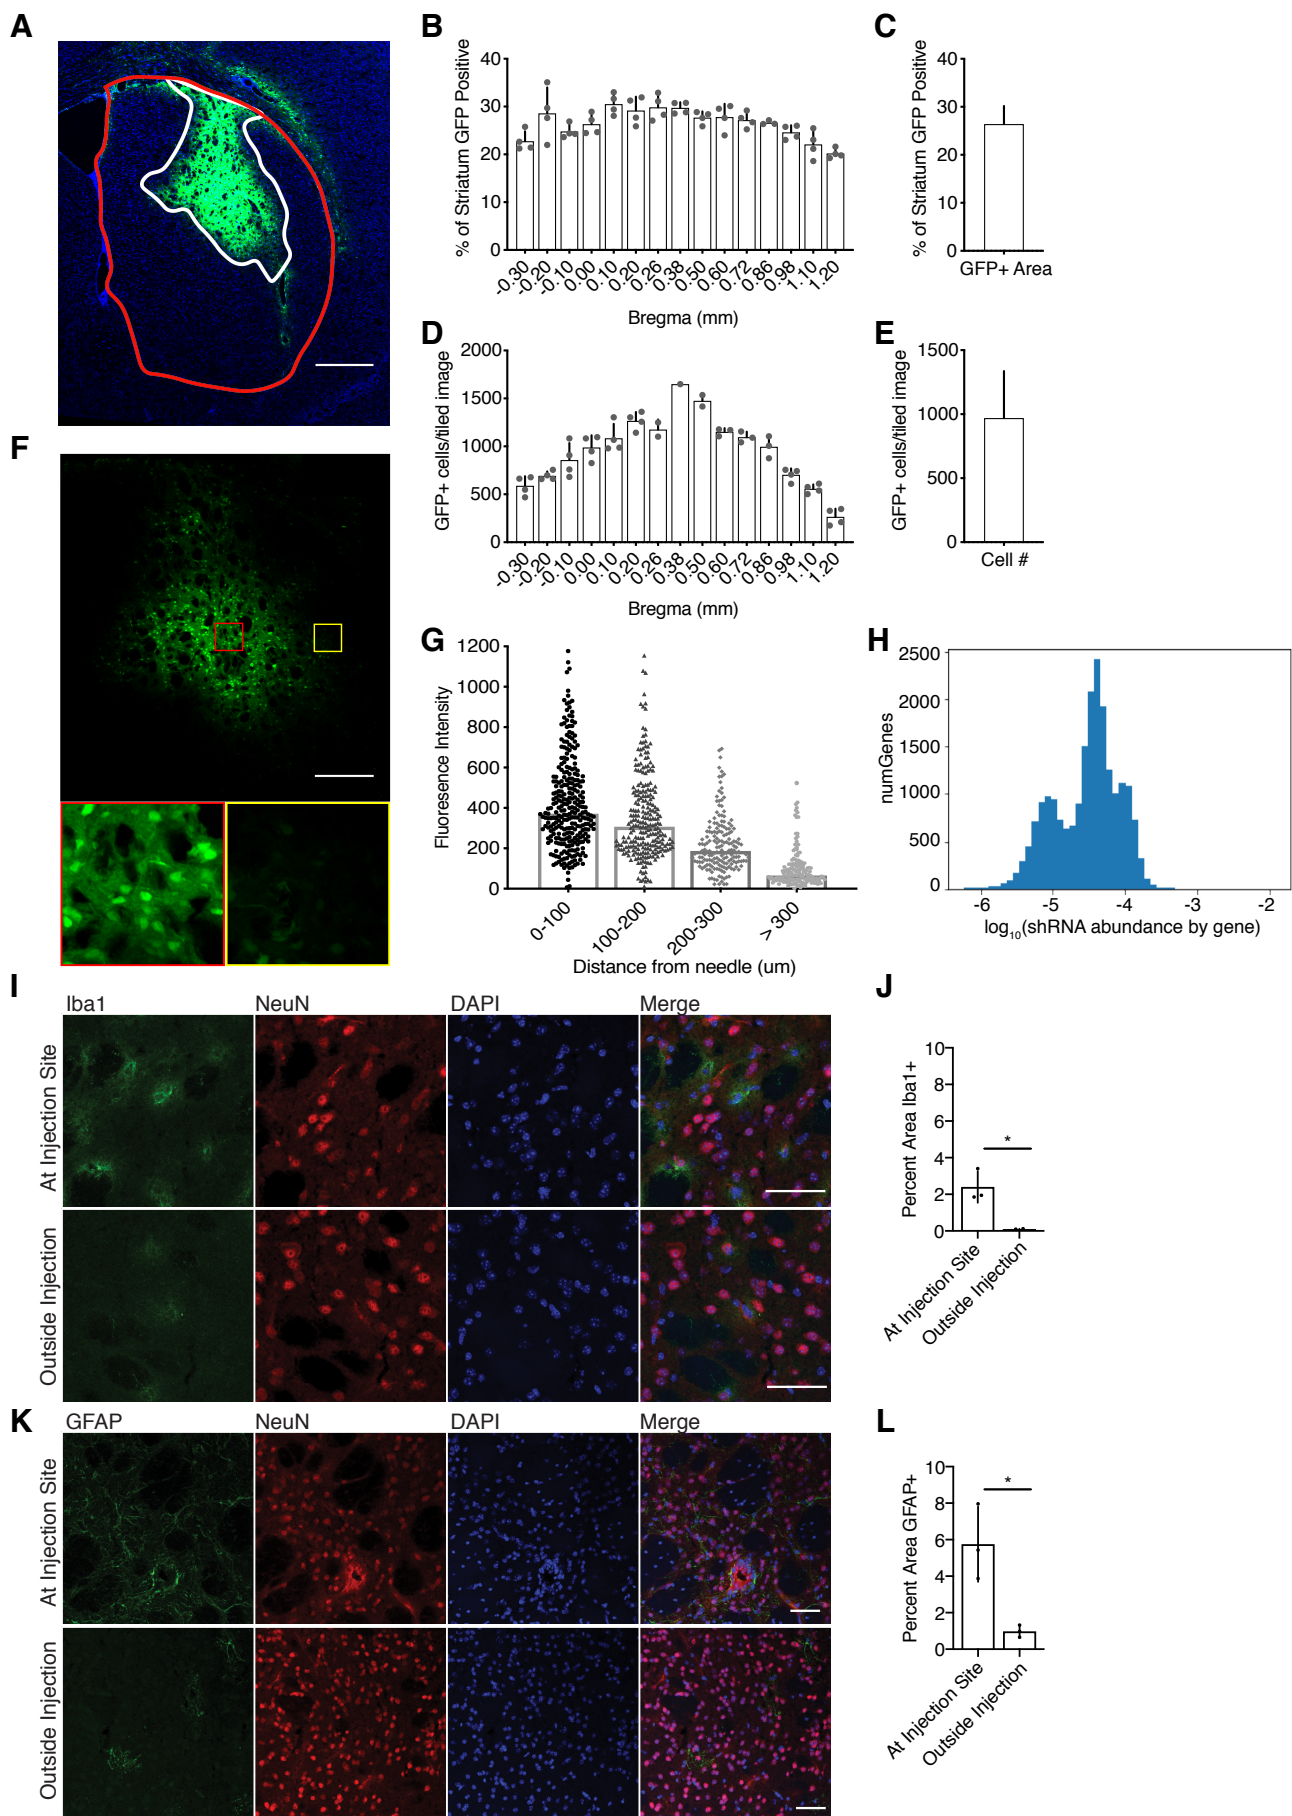 A
B
40
30
20
10
0
% of Striatum GFP Positive
-0.30
-0.20
-0.10
0.00
0.10
0.20
0.26
0.38
0.50
0.60
0.72
0.86
0.98
1.10
1.20
Bregma (mm)
C
40
30
20
10
0
% of Striatum GFP Positive
GFP+ Area
D
2000
1500
1000
500
0
GFP+ cells/tiled image
-0.30
-0.20
-0.10
0.00
0.10
0.20
0.26
0.38
0.50
0.60
0.72
0.86
0.98
1.10
1.20
Bregma (mm)
E
1500
1000
500
0
GFP+ cells/tiled image
Cell #
F
G
1200
1000
800
600
400
200
0
Fluoresence Intensity
0-100
100-200
200-300
> 300
Distance from needle (um)
H
2500
2000
1500
1000
500
0
numGenes
-6
-5
-4
-3
-2
log10(shRNA abundance by gene)
I
Iba1
NeuN
DAPI
Merge
At Injection Site
Outside Injection
J
10
8
6
4
2
0
Percent Area Iba1+
*
At Injection Site
Outside Injection
K
GFAP
NeuN
DAPI
Merge
At Injection Site
Outside Injection
L
10
8
6
4
2
0
Percent Area GFAP+
*
At Injection Site
Outside Injection